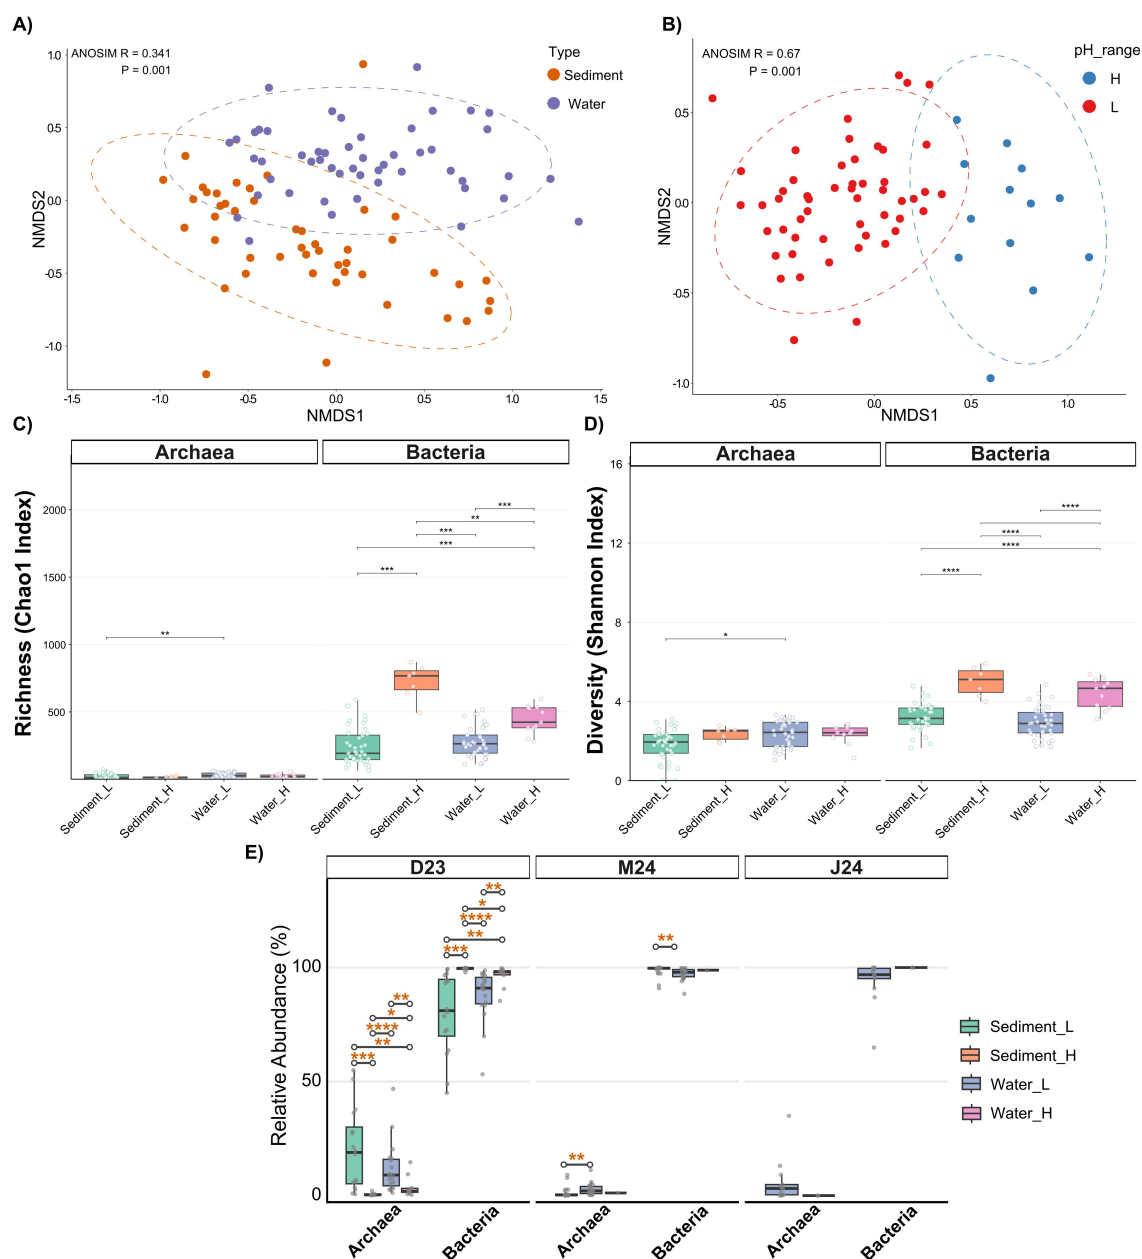 A)
ANOSIM R = 0.341
P = 0.001
1.0
0.5
0.0
-0.5
-1.0
NMDS2
-1.5
-1.0
-0.5
0.0
0.5
1.0
1.5
NMDS1
Type
Sediment
Water
B)
ANOSIM R = 0.67
P = 0.001
0.5
0.0
-0.5
-1.0
NMDS2
-0.5
0.0
0.5
1.0
NMDS1
pH_range
H
L
C)
Archaea
Bacteria
Richness (Chao1 Index)
2000
1500
1000
500
**
***
**
***
***
***
Sediment_L
Sediment_H
Water_L
Water_H
Sediment_L
Sediment_H
Water_L
Water_H
D)
Archaea
Bacteria
Diversity (Shannon Index)
16
12
8
4
0
*
****
****
****
****
Sediment_L
Sediment_H
Water_L
Water_H
Sediment_L
Sediment_H
Water_L
Water_H
E)
D23
M24
J24
Relative Abundance (%)
100
50
0
**
*
****
**
***
**
*
****
**
***
**
**
Archaea
Bacteria
Archaea
Bacteria
Archaea
Bacteria
Sediment_L
Sediment_H
Water_L
Water_H